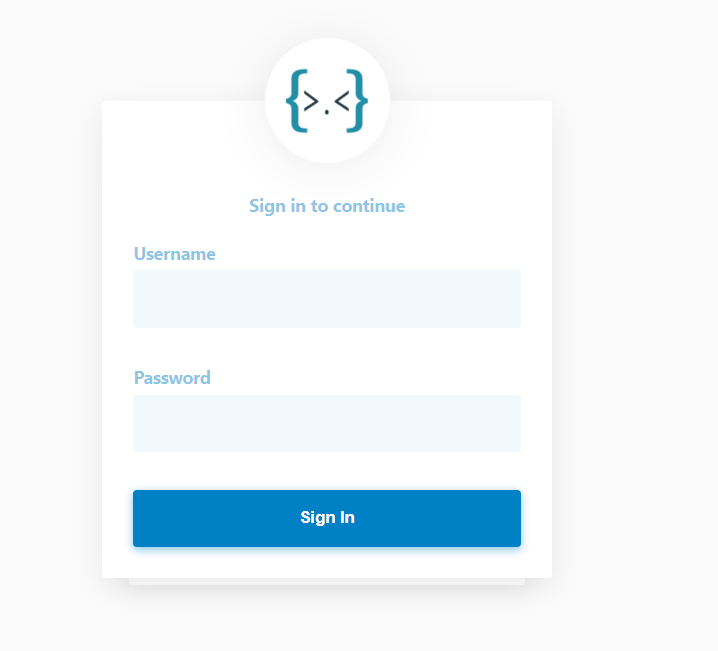 {>.<}
Sign in to continue
Username
Password
Sign In